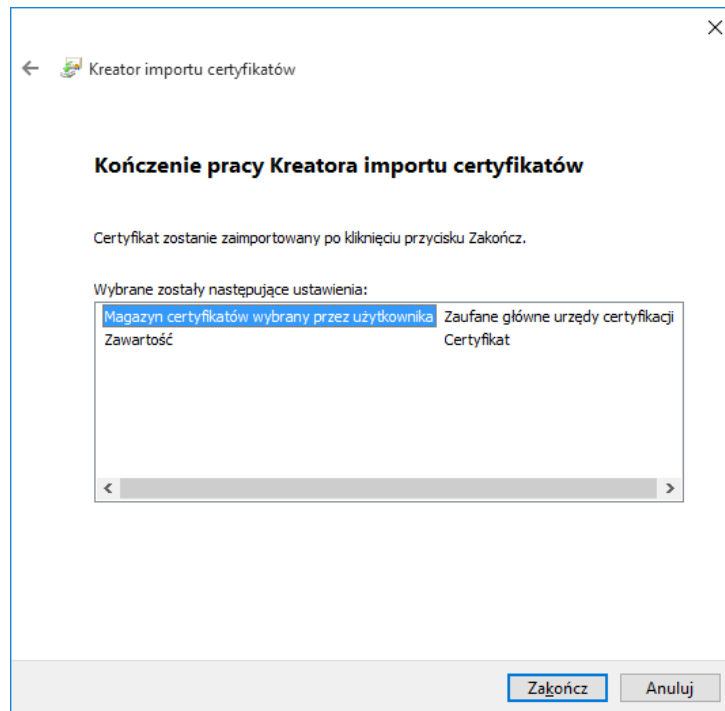 Kreator importu certyfikatów
Kończenie pracy Kreatora importu certyfikatów
Certyfikat zostanie zaimportowany po kliknięciu przycisku Zakończ.
Wybrane zostały następujące ustawienia:
Magazyn certyfikatów wybrany przez użytkownika Zaufane główne urzędy certyfikacji
Zawartość Certyfikat
Zakończ Anuluj